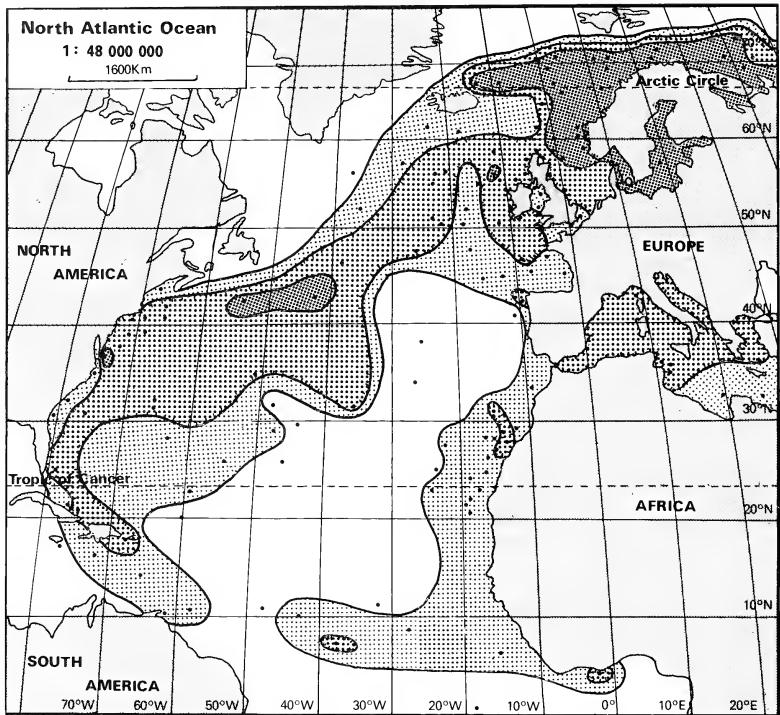 North Atlantic Ocean
1: 48 000 000
1600Km
70°N
Arctic Circle
60°N
50°N
NORTH
AMERICA
EUROPE
40°N
30°N
Tropic of Cancer
AFRICA
20°N
10°N
SOUTH
AMERICA
70°W 60°W 50°W 40°W 30°W 20°W 10°W 0° 10°E 20°E